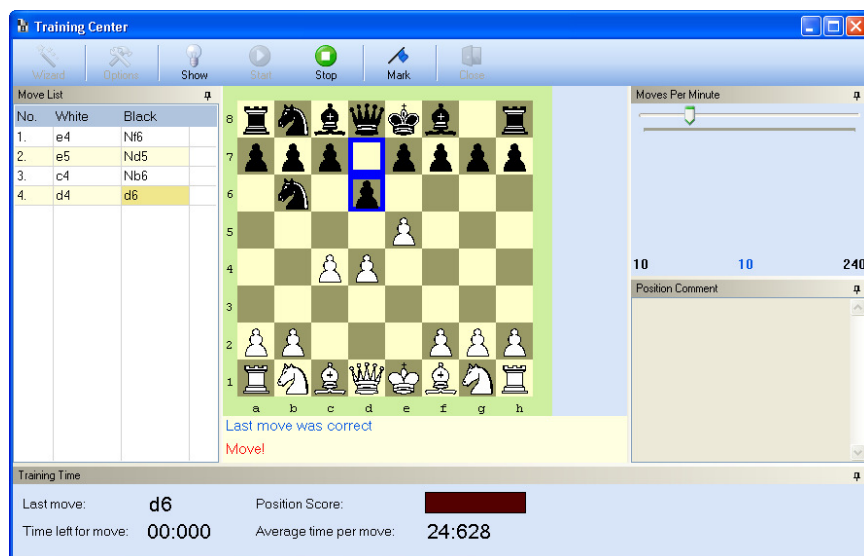 Training Center
Wizard Options Show Start Stop Mark Close
Move List
No. White Black
1. e4 Nf6
2. e5 Nd5
3. c4 Nb6
4. d4 d6
8
7
6
5
4
3
2
1
a b c d e f g h
Last move was correct
Move!
Moves Per Minute
10 10 240
Position Comment
Training Time
Last move: d6 Position Score:
Time left for move: 00:000 Average time per move: 24:628